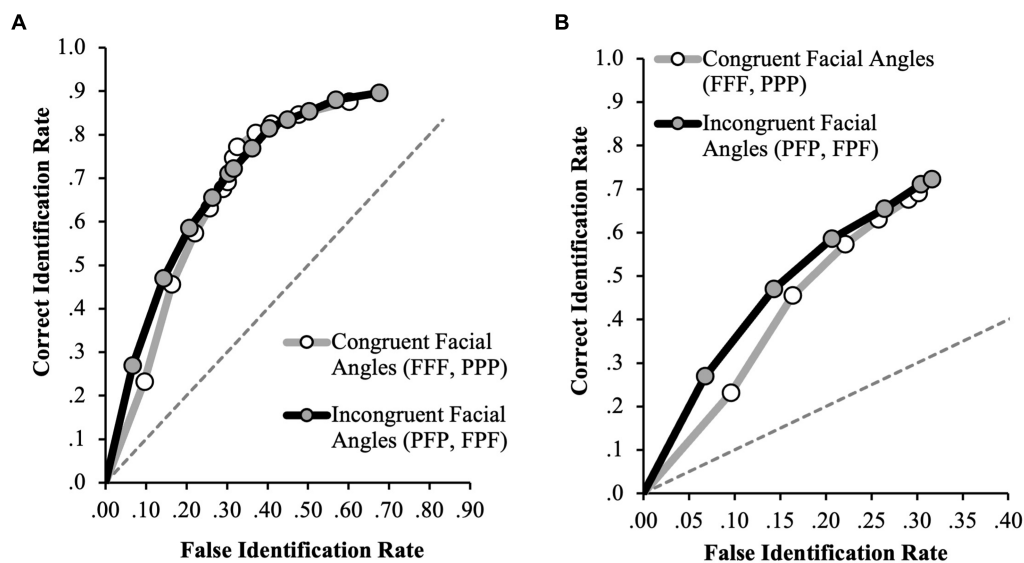 A
Correct Identification Rate
1.0
.9
.8
.7
.6
.5
.4
.3
.2
.1
.0
.00 .10 .20 .30 .40 .50 .60 .70 .80 .90
False Identification Rate
Congruent Facial
Angles (FFF, PPP)
Incongruent Facial
Angles (PFP, FPF)
B
Correct Identification Rate
1.0
.9
.8
.7
.6
.5
.4
.3
.2
.1
.0
.00 .05 .10 .15 .20 .25 .30 .35 .40
False Identification Rate
Congruent Facial Angles
(FFF, PPP)
Incongruent Facial
Angles (PFP, FPF)